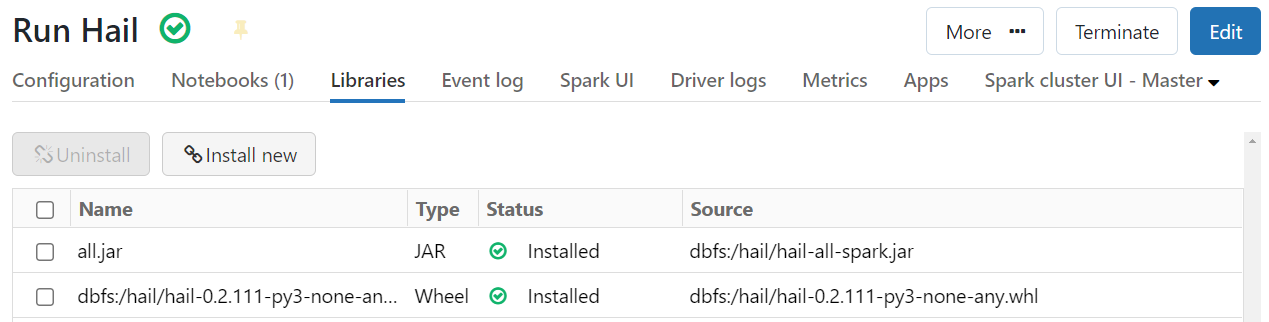 Run Hail
More ··· Terminate Edit
Configuration Notebooks (1) Libraries Event log Spark UI Driver logs Metrics Apps Spark cluster UI - Master
Uninstall Install new
Name Type Status Source
all.jar JAR Installed dbfs:/hail/hail-all-spark.jar
dbfs:/hail/hail-0.2.111-py3-none-an... Wheel Installed dbfs:/hail/hail-0.2.111-py3-none-any.whl